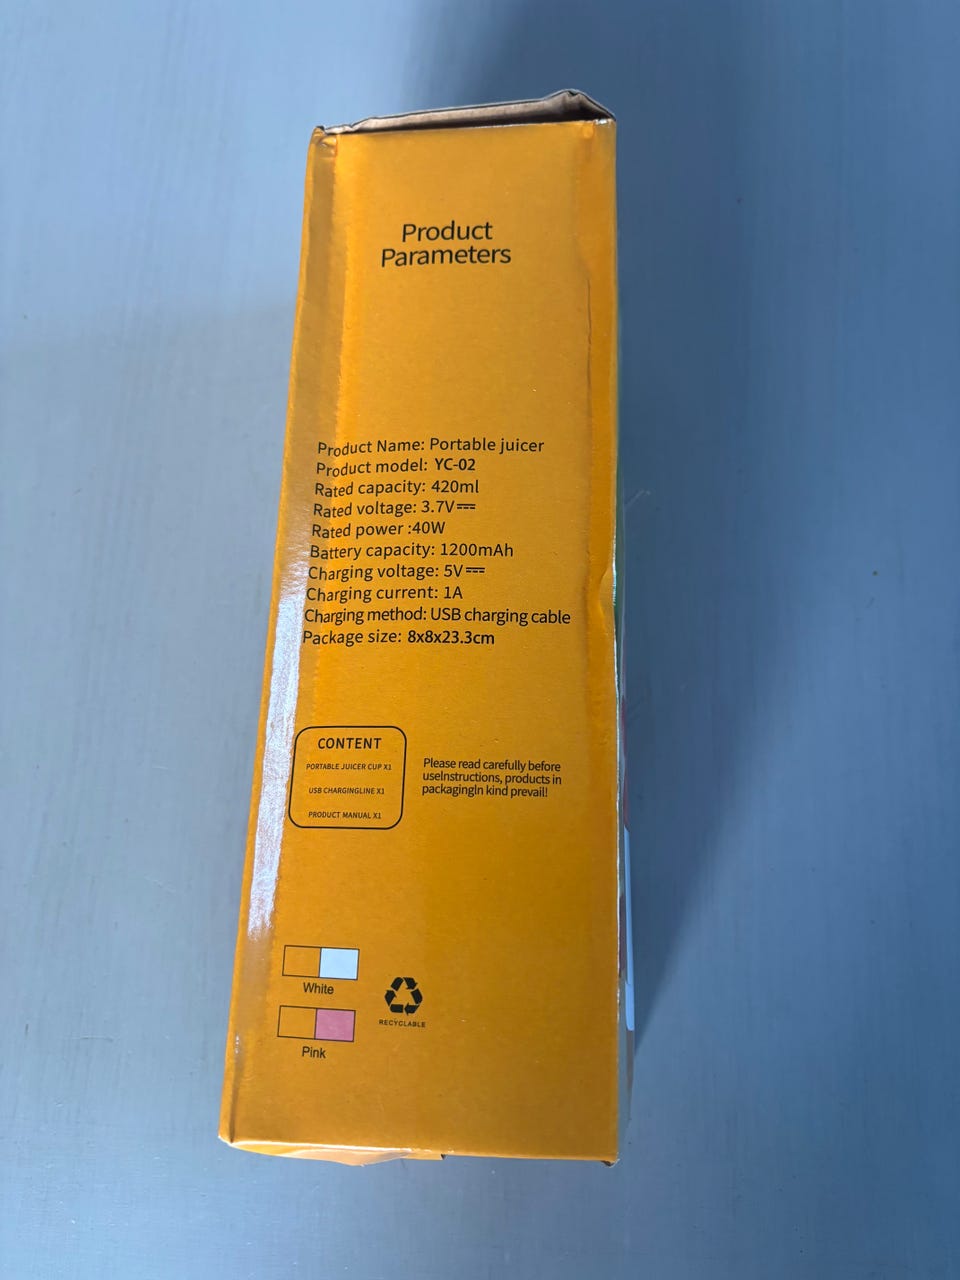 Product
Parameters
Product Name: Portable juicer
Product model: YC-02
Rated capacity: 420ml
Rated voltage: 3.7V⎓
Rated power :40W
Battery capacity: 1200mAh
Charging voltage: 5V⎓
Charging current: 1A
Charging method: USB charging cable
Package size: 8x8x23.3cm
CONTENT
PORTABLE JUICER CUP X1
USB CHARGINGLINE X1
PRODUCT MANUAL X1
Please read carefully before
useInstructions, products in
packagingIn kind prevail!
White
Pink
RECYCLABLE